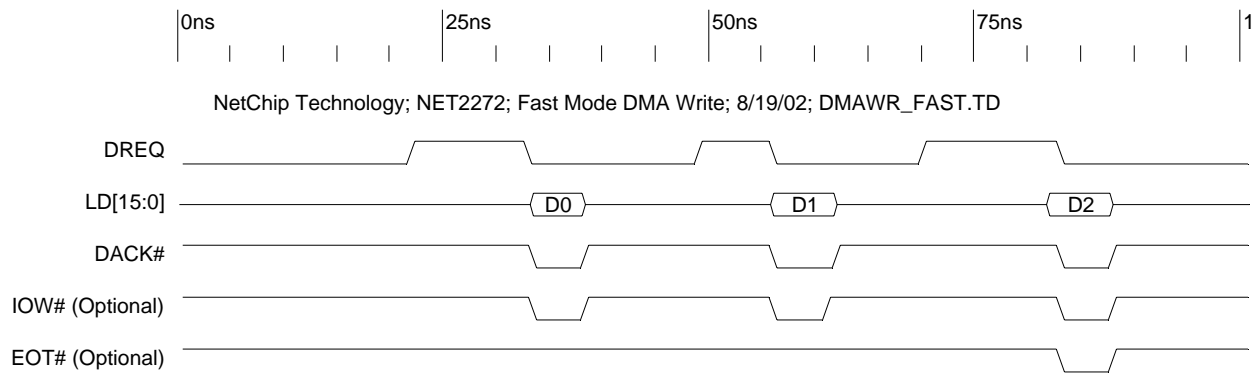 0ns 25ns 50ns 75ns 1
NetChip Technology; NET2272; Fast Mode DMA Write; 8/19/02; DMAWR_FAST.TD
DREQ
LD[15:0] D0 D1 D2
DACK#
IOW# (Optional)
EOT# (Optional)